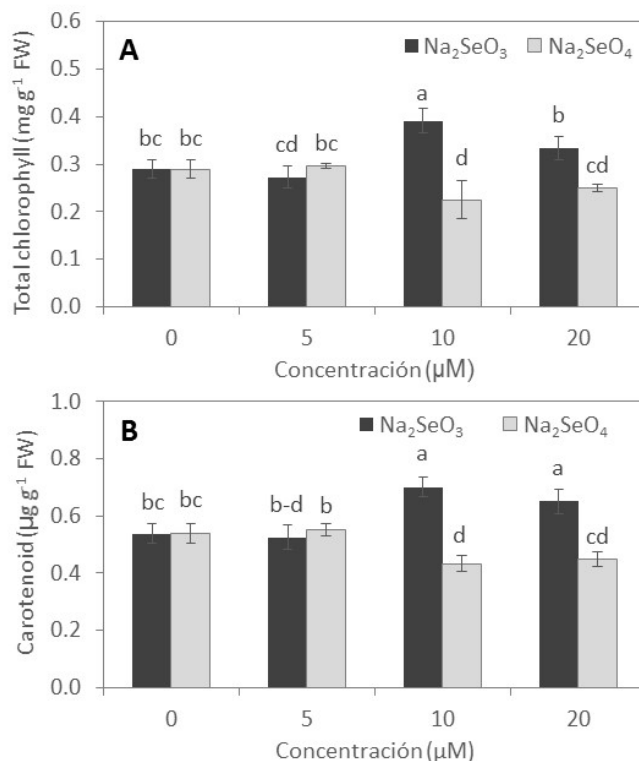 A
Na₂SeO₃ Na₂SeO₄
Total chlorophyll (mg g⁻¹ FW)
0.6
0.5
0.4
0.3
0.2
0.1
0.0
bc bc cd bc a d b cd
0 5 10 20
Concentración (µM)
B
Na₂SeO₃ Na₂SeO₄
Carotenoid (µg g⁻¹ FW)
1.0
0.8
0.6
0.4
0.2
0.0
bc bc b-d b a d a cd
0 5 10 20
Concentración (µM)